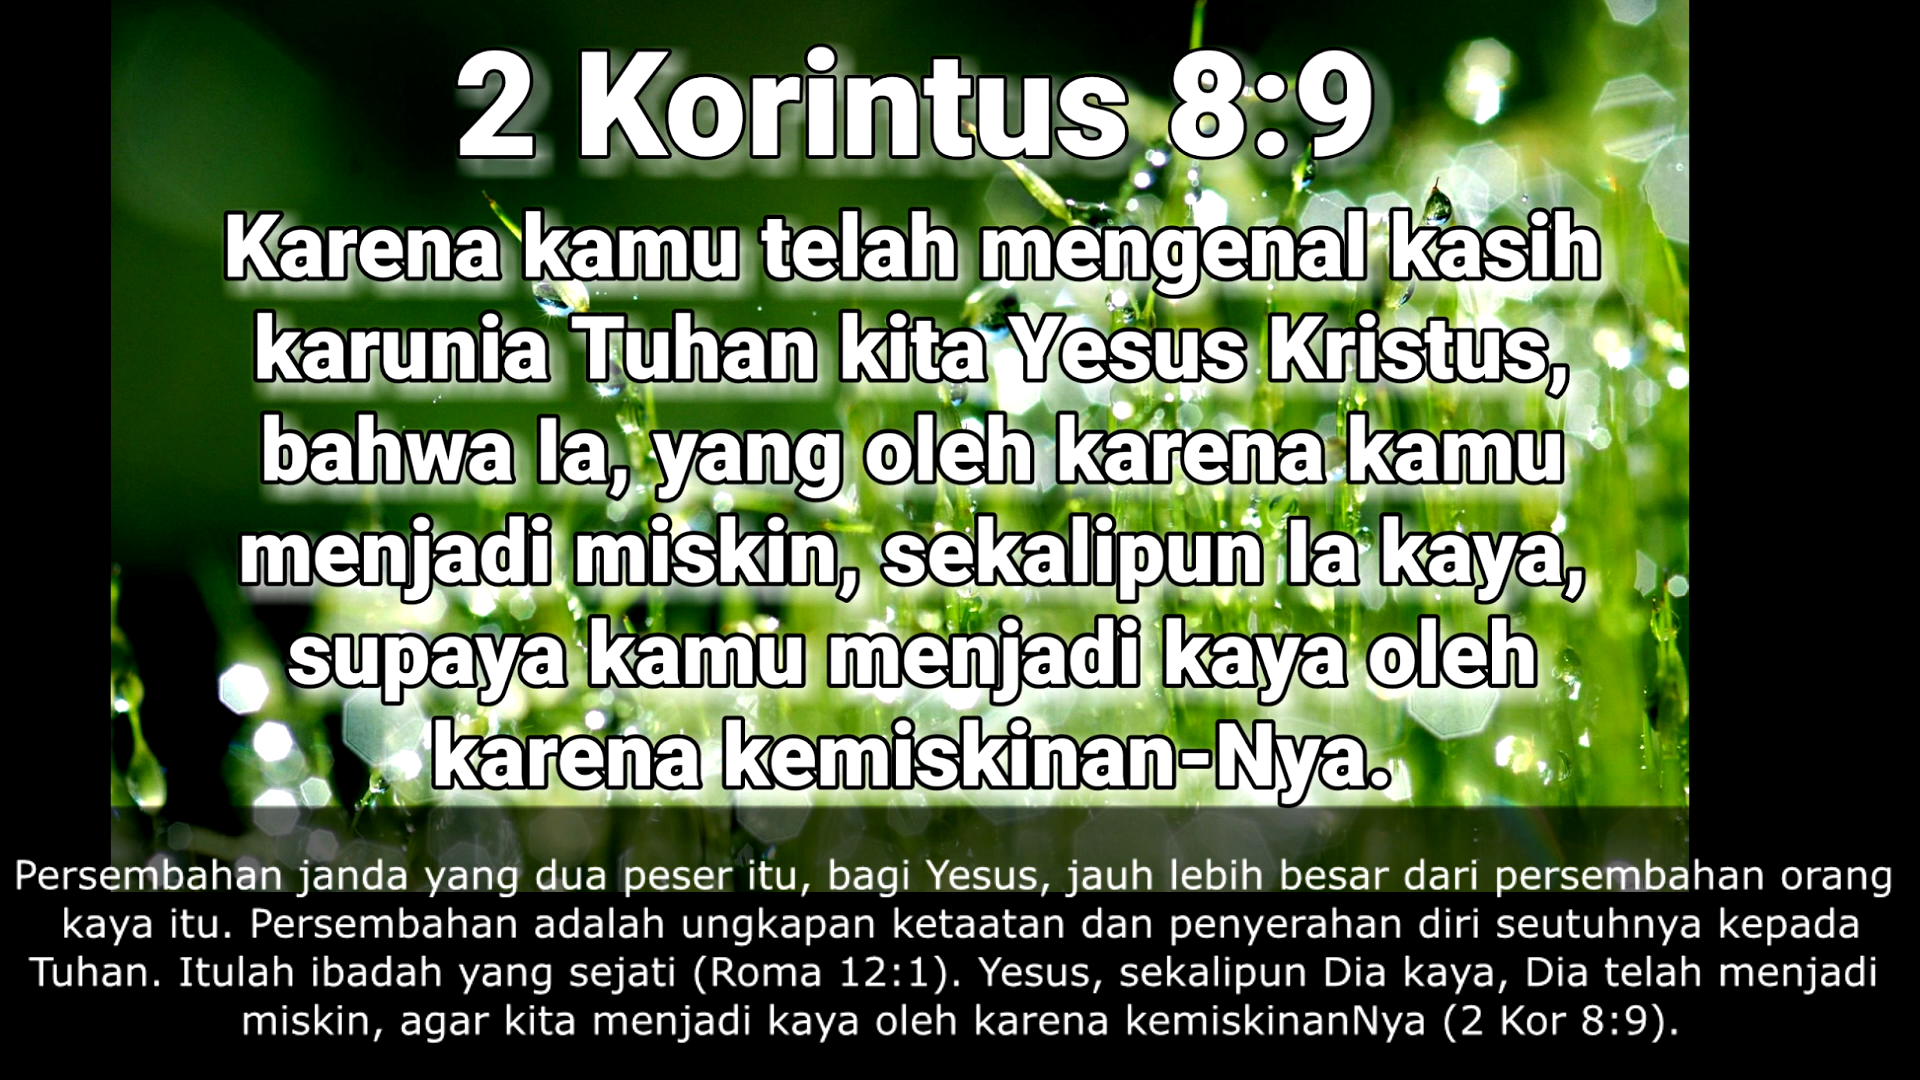 2 Korintus 8:9
Karena kamu telah mengenal kasih
karunia Tuhan kita Yesus Kristus,
bahwa Ia, yang oleh karena kamu
menjadi miskin, sekalipun Ia kaya,
supaya kamu menjadi kaya oleh
karena kemiskinan-Nya.
Persembahan janda yang dua peser itu, bagi Yesus, jauh lebih besar dari persembahan orang
kaya itu. Persembahan adalah ungkapan ketaatan dan penyerahan diri seutuhnya kepada
Tuhan. Itulah ibadah yang sejati (Roma 12:1). Yesus, sekalipun Dia kaya, Dia telah menjadi
miskin, agar kita menjadi kaya oleh karena kemiskinanNya (2 Kor 8:9).